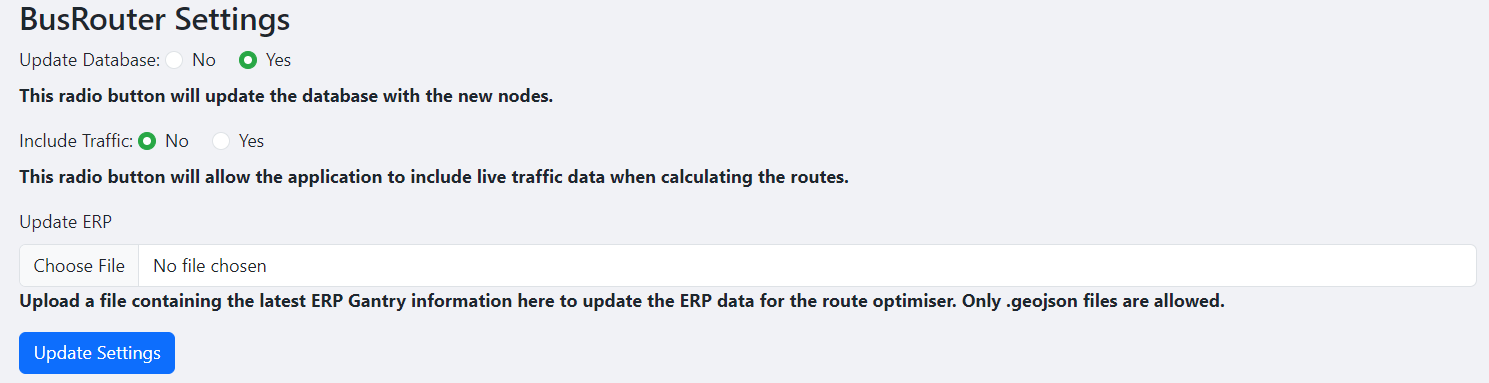 BusRouter Settings
Update Database: No Yes
This radio button will update the database with the new nodes.
Include Traffic: No Yes
This radio button will allow the application to include live traffic data when calculating the routes.
Update ERP
Choose File No file chosen
Upload a file containing the latest ERP Gantry information here to update the ERP data for the route optimiser. Only .geojson files are allowed.
Update Settings